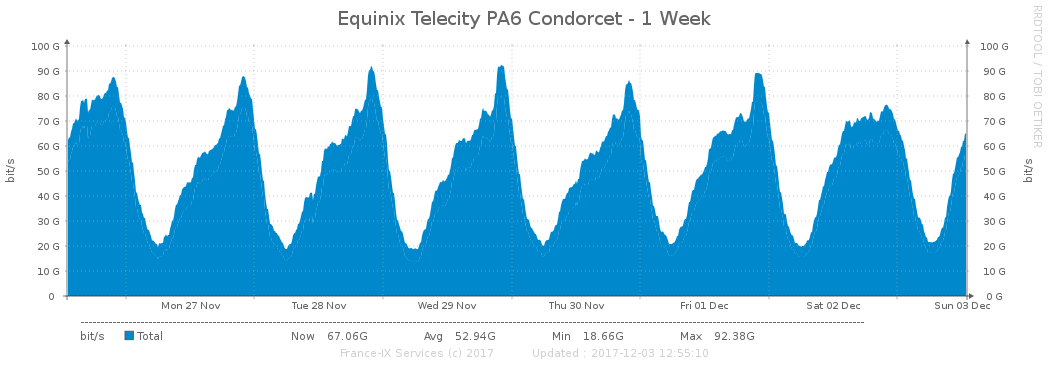 Equinix Telecity PA6 Condorcet - 1 Week
RRDTOOL / TOBI OETIKER
100 G 100 G
90 G 90 G
80 G 80 G
70 G 70 G
60 G 60 G
50 G 50 G
40 G 40 G
30 G 30 G
20 G 20 G
10 G 10 G
0 0 G
bit/s bit/s
Mon 27 Nov Tue 28 Nov Wed 29 Nov Thu 30 Nov Fri 01 Dec Sat 02 Dec Sun 03 Dec
bit/s Total Now 67.06G Avg 52.94G Min 18.66G Max 92.38G
France-IX Services (c) 2017 Updated : 2017-12-03 12:55:10